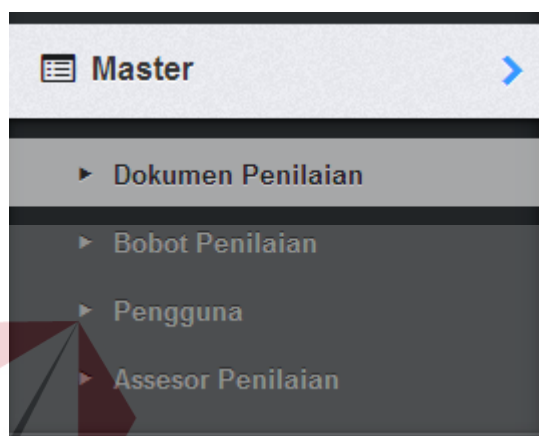 Master
Dokumen Penilaian
Bobot Penilaian
Pengguna
Assesor Penilaian